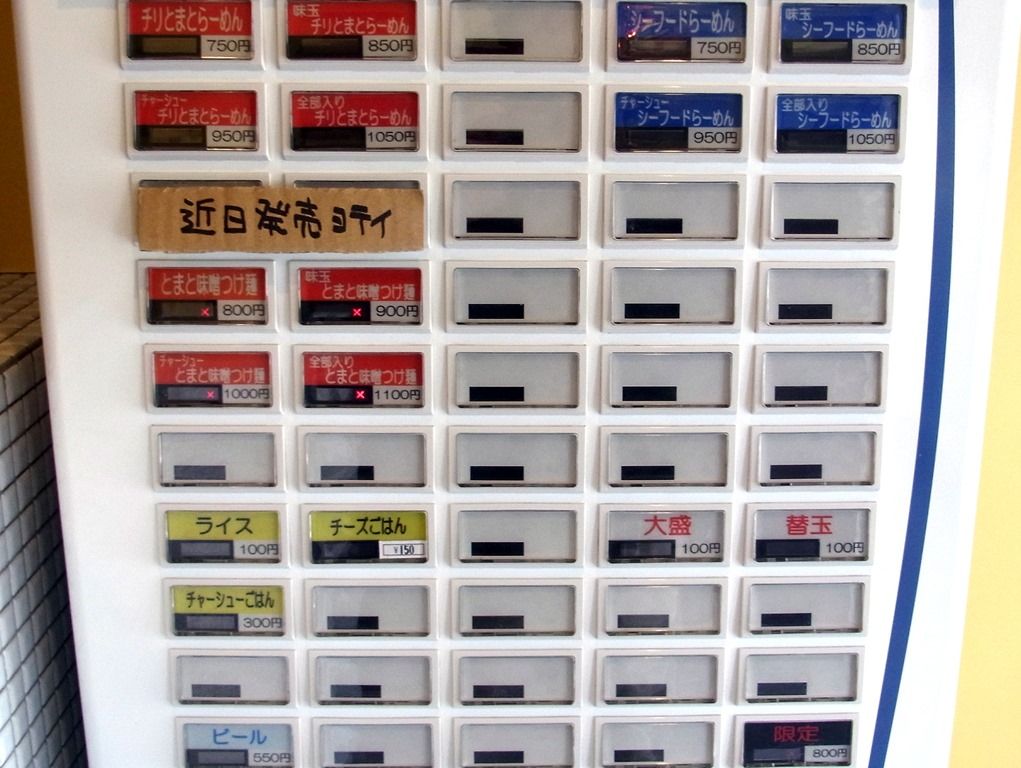 チリとまとらーめん
750円
味玉
チリとまとらーめん
850円
シーフードらーめん
750円
味玉
シーフードらーめん
850円
チャーシュー
チリとまとらーめん
950円
全部入り
チリとまとらーめん
1050円
チャーシュー
シーフードらーめん
950円
全部入り
シーフードらーめん
1050円
近日発売ヨテイ
とまと味噌つけ麺
×
800円
味玉
とまと味噌つけ麺
×
900円
チャーシュー
とまと味噌つけ麺
×
1000円
全部入り
とまと味噌つけ麺
×
1100円
ライス
100円
チーズごはん
¥150
大盛
100円
替玉
100円
チャーシューごはん
300円
ビール
550円
限定
800円